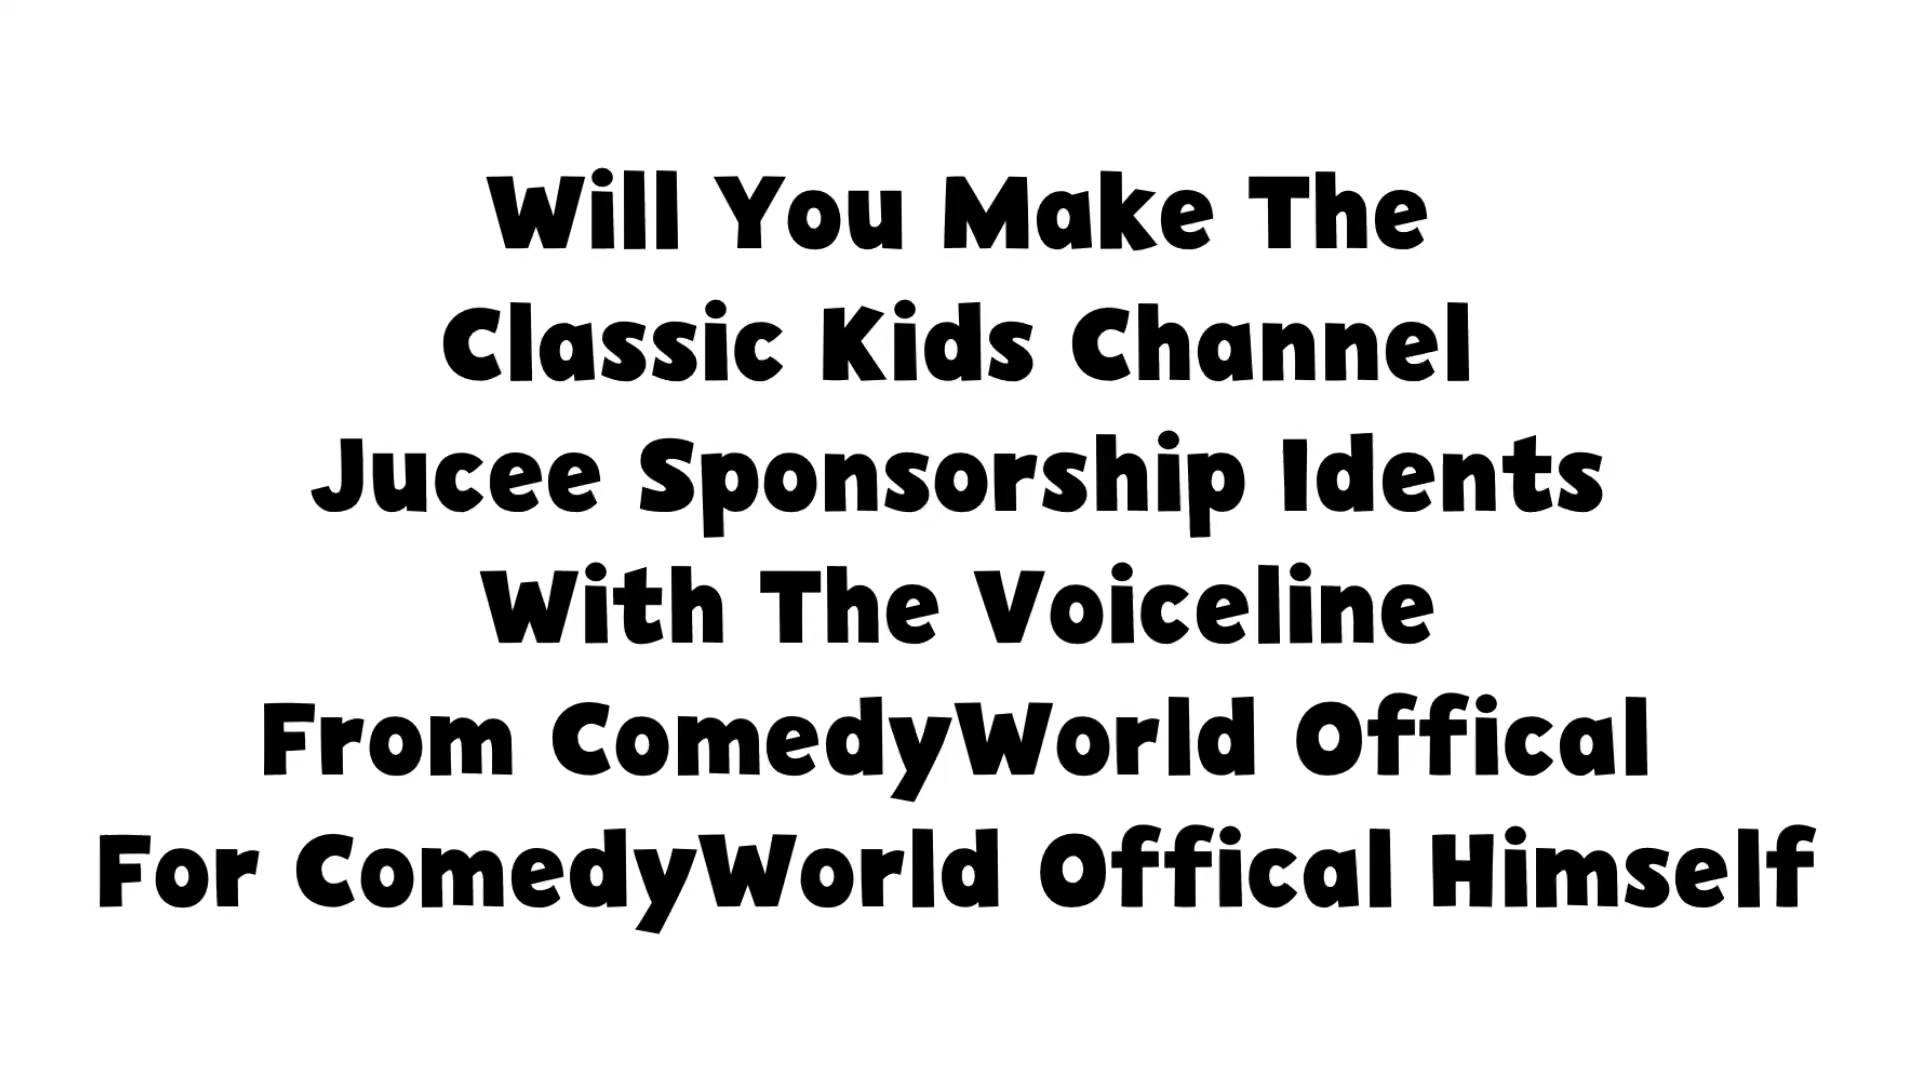 Will You Make The
Classic Kids Channel
Jucee Sponsorship Idents
With The Voiceline
From ComedyWorld Offical
For ComedyWorld Offical Himself